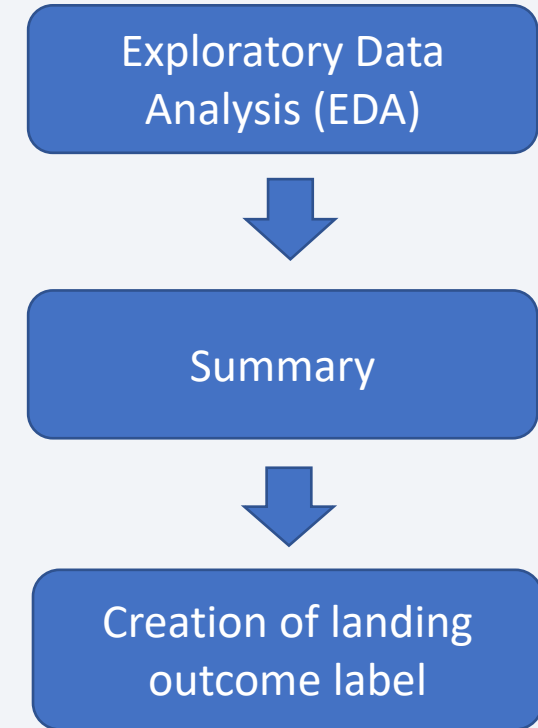 Exploratory Data
Analysis (EDA)
Summary
Creation of landing
outcome label